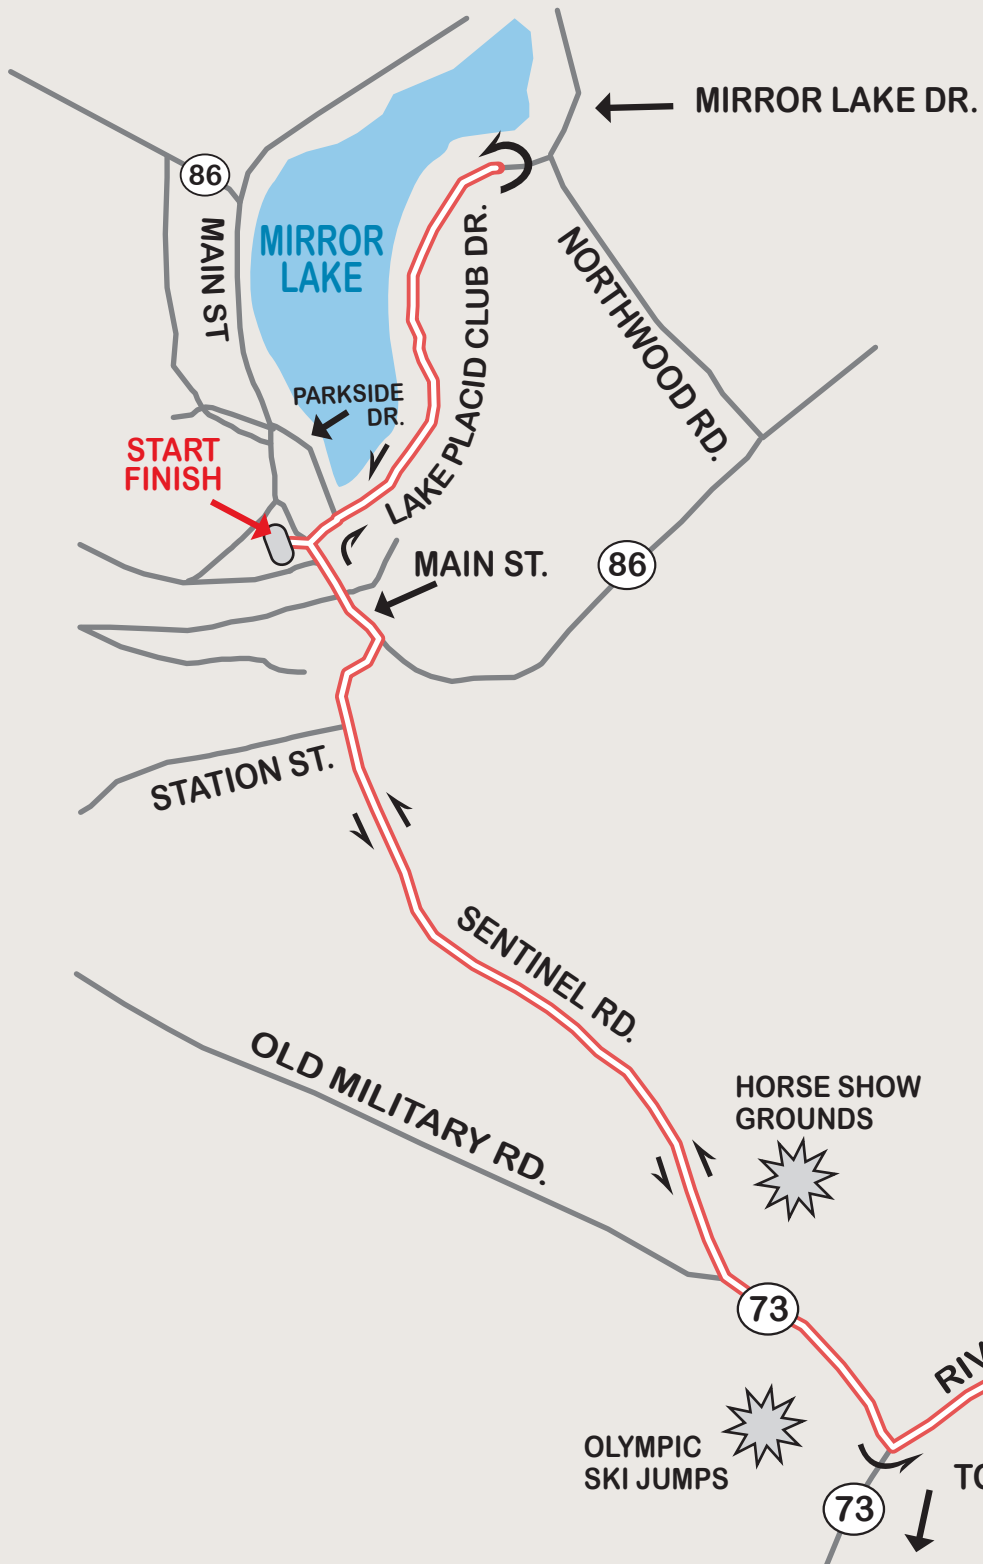 MIRROR LAKE DR.
86
MAIN ST
MIRROR
LAKE
LAKE PLACID CLUB DR.
NORTHWOOD RD.
PARKSIDE
DR.
START
FINISH
MAIN ST.
86
STATION ST.
SENTINEL RD.
OLD MILITARY RD.
HORSE SHOW
GROUNDS
73
OLYMPIC
SKI JUMPS
73